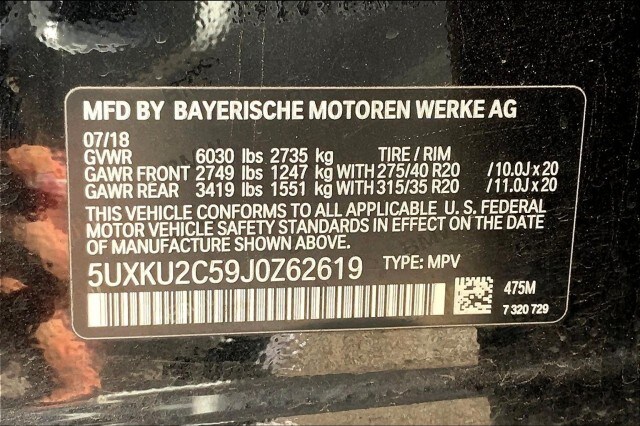 MFD BY BAYERISCHE MOTOREN WERKE AG
07/18
GVWR 6030 lbs 2735 kg TIRE / RIM
GAWR FRONT 2749 lbs 1247 kg WITH 275/40 R20 /10.0J x 20
GAWR REAR 3419 lbs 1551 kg WITH 315/35 R20 /11.0J x 20
THIS VEHICLE CONFORMS TO ALL APPLICABLE U. S. FEDERAL
MOTOR VEHICLE SAFETY STANDARDS IN EFFECT ON THE
DATE OF MANUFACTURE SHOWN ABOVE.
5UXKU2C59J0Z62619 TYPE: MPV
475M
7 320 729